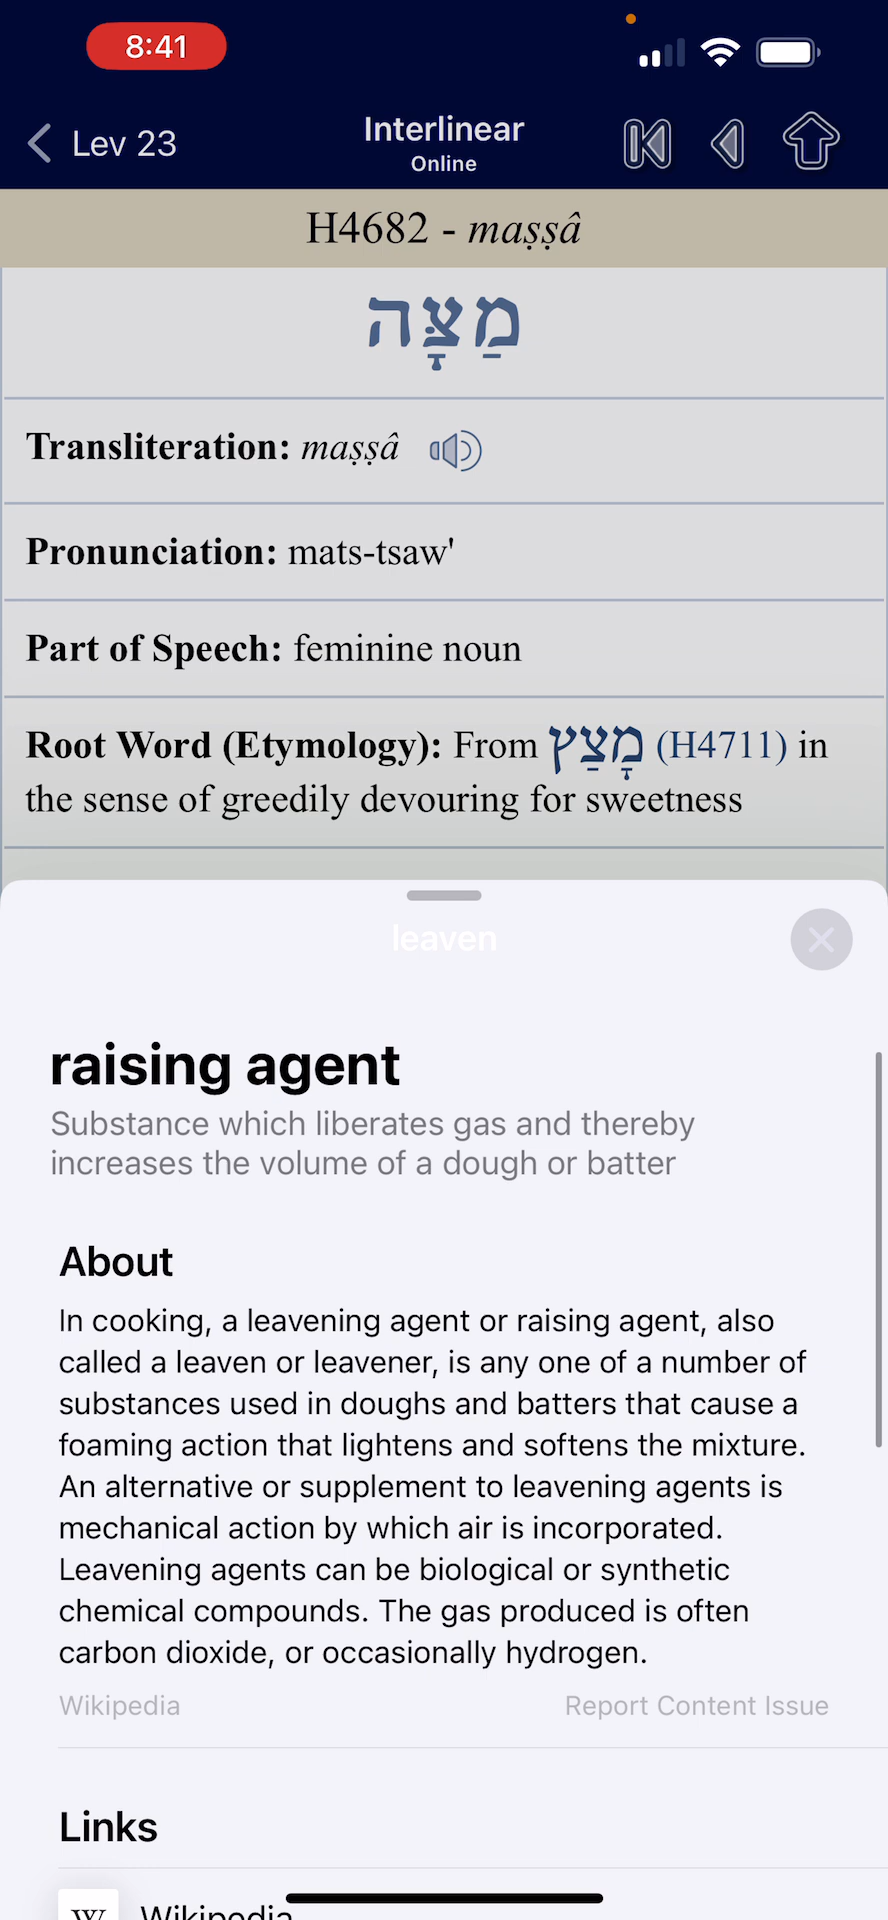 8:41
Lev 23
Interlinear
Online
H4682 - maṣṣâ
מַצָּה
Transliteration: maṣṣâ
Pronunciation: mats-tsaw'
Part of Speech: feminine noun
Root Word (Etymology): From מָצַץ (H4711) in
the sense of greedily devouring for sweetness
leaven
raising agent
Substance which liberates gas and thereby
increases the volume of a dough or batter
About
In cooking, a leavening agent or raising agent, also
called a leaven or leavener, is any one of a number of
substances used in doughs and batters that cause a
foaming action that lightens and softens the mixture.
An alternative or supplement to leavening agents is
mechanical action by which air is incorporated.
Leavening agents can be biological or synthetic
chemical compounds. The gas produced is often
carbon dioxide, or occasionally hydrogen.
Wikipedia
Report Content Issue
Links
W Wikipedia